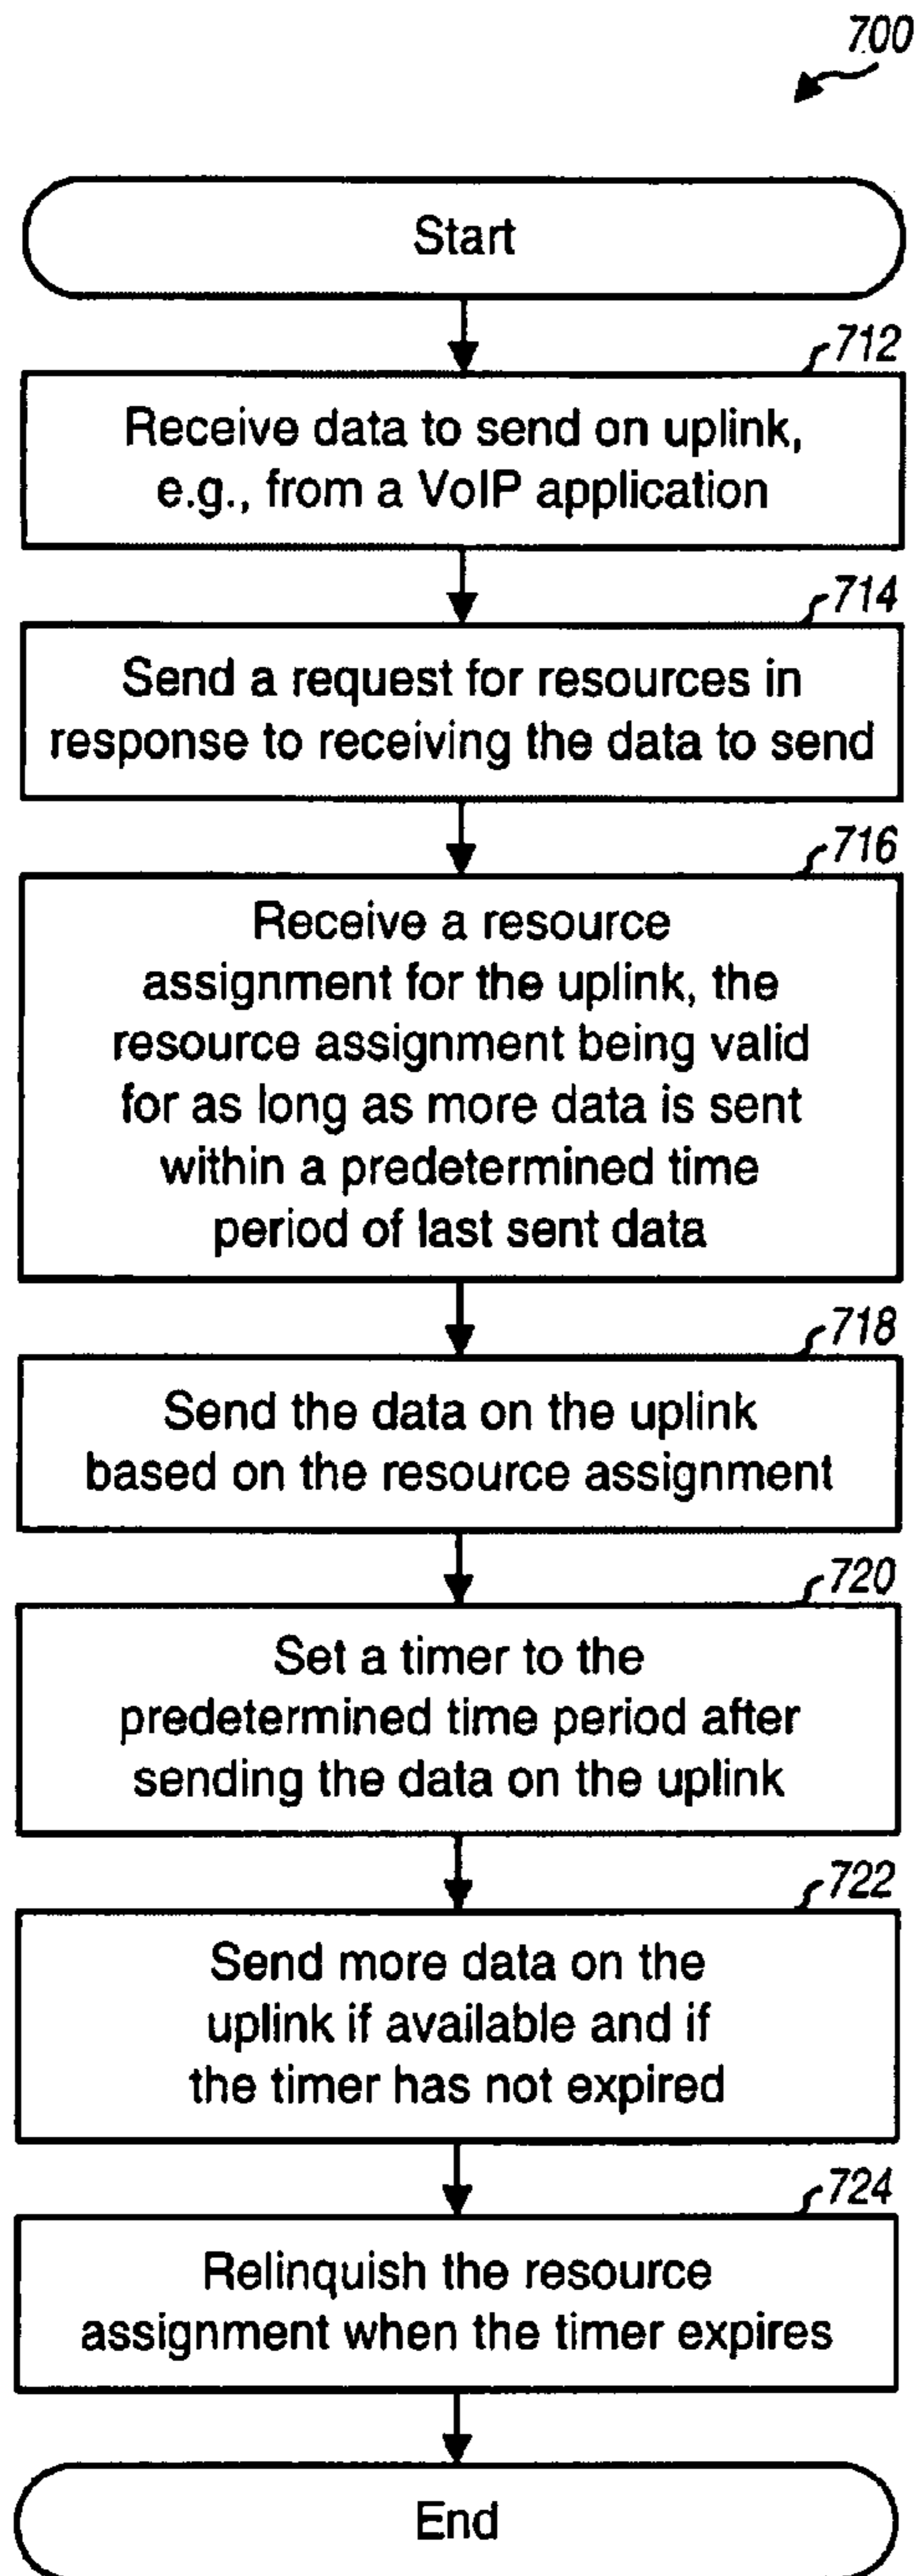 700
Start
712
Receive data to send on uplink,
e.g., from a VoIP application
714
Send a request for resources in
response to receiving the data to send
716
Receive a resource
assignment for the uplink, the
resource assignment being valid
for as long as more data is sent
within a predetermined time
period of last sent data
718
Send the data on the uplink
based on the resource assignment
720
Set a timer to the
predetermined time period after
sending the data on the uplink
722
Send more data on the
uplink if available and if
the timer has not expired
724
Relinquish the resource
assignment when the timer expires
End